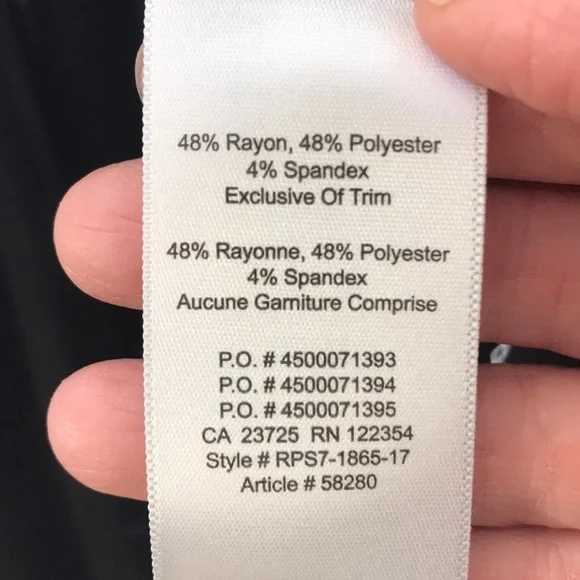 48% Rayon, 48% Polyester
4% Spandex
Exclusive Of Trim
48% Rayonne, 48% Polyester
4% Spandex
Aucune Garniture Comprise
P.O. # 4500071393
P.O. # 4500071394
P.O. # 4500071395
CA 23725 RN 122354
Style # RPS7-1865-17
Article # 58280